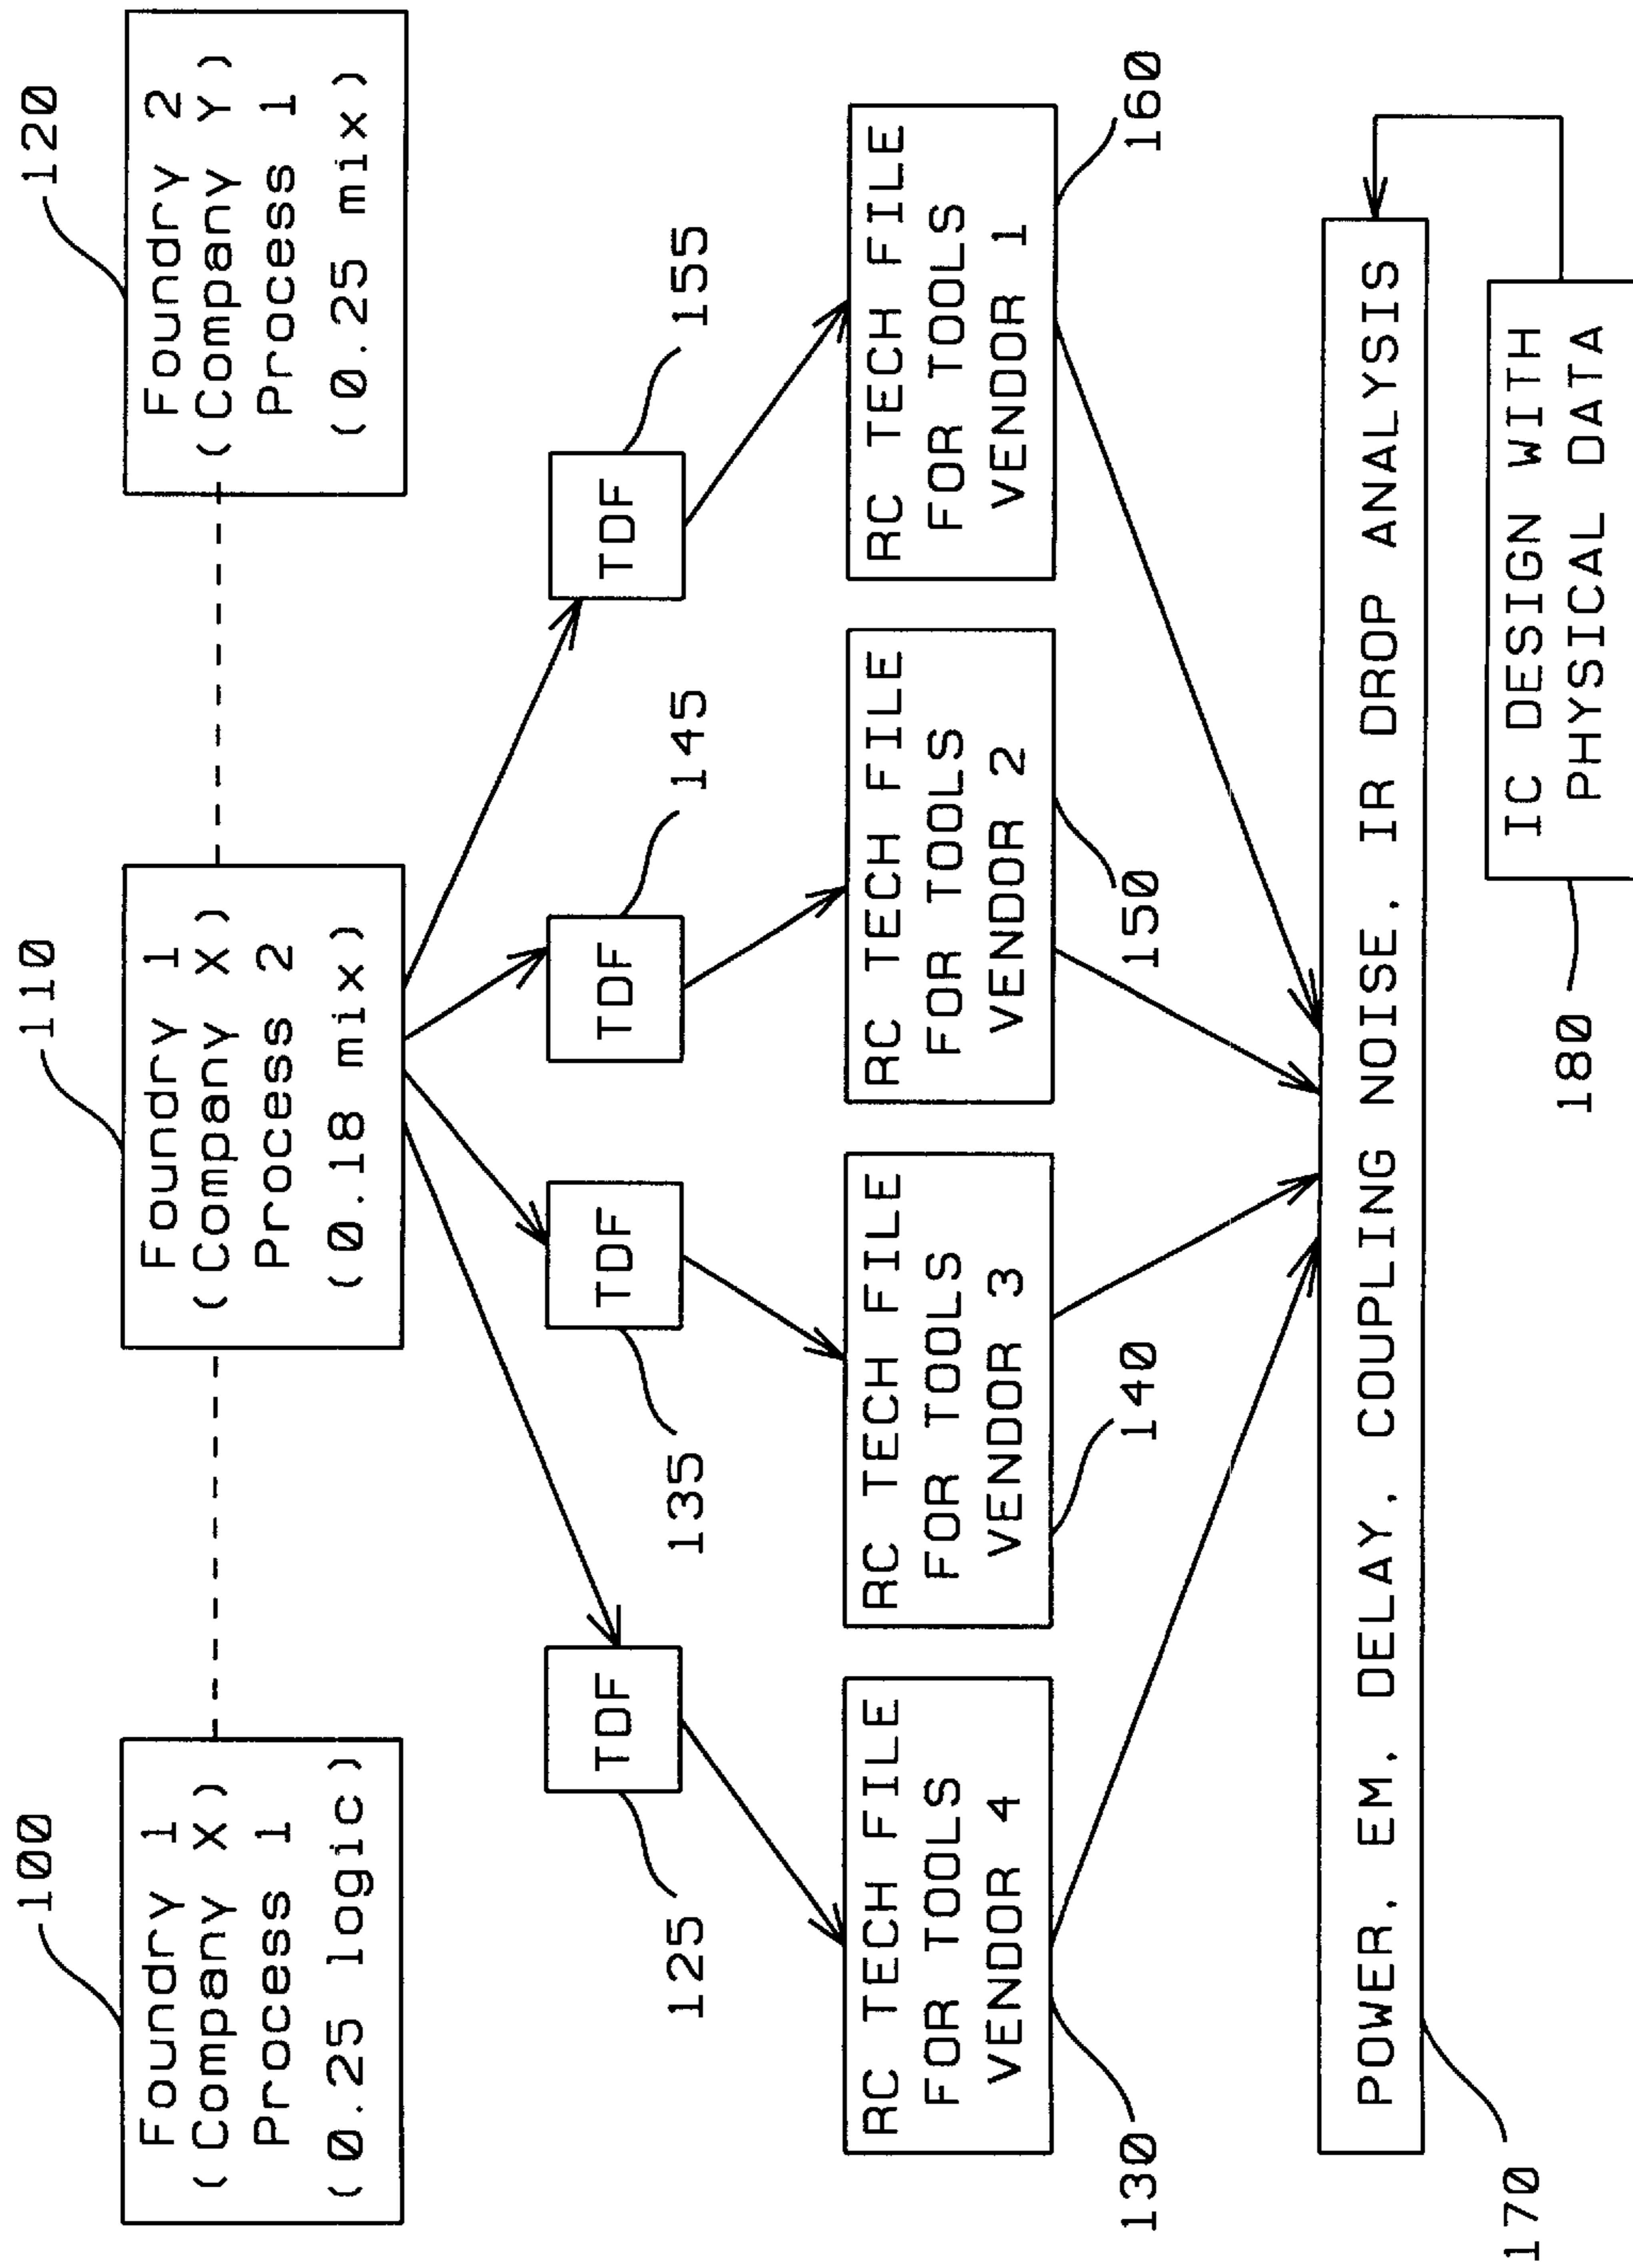 100
Foundry 1
(Company X)
Process 1
(0.25 logic)
110
Foundry 1
(Company X)
Process 2
(0.18 mix)
120
Foundry 2
(Company Y)
Process 1
(0.25 mix)
TDF
125
TDF
135
TDF
145
TDF
155
RC TECH FILE
FOR TOOLS
VENDOR 4
130
RC TECH FILE
FOR TOOLS
VENDOR 3
140
RC TECH FILE
FOR TOOLS
VENDOR 2
150
RC TECH FILE
FOR TOOLS
VENDOR 1
160
POWER, EM, DELAY, COUPLING NOISE, IR DROP ANALYSIS
170
IC DESIGN WITH
PHYSICAL DATA
180